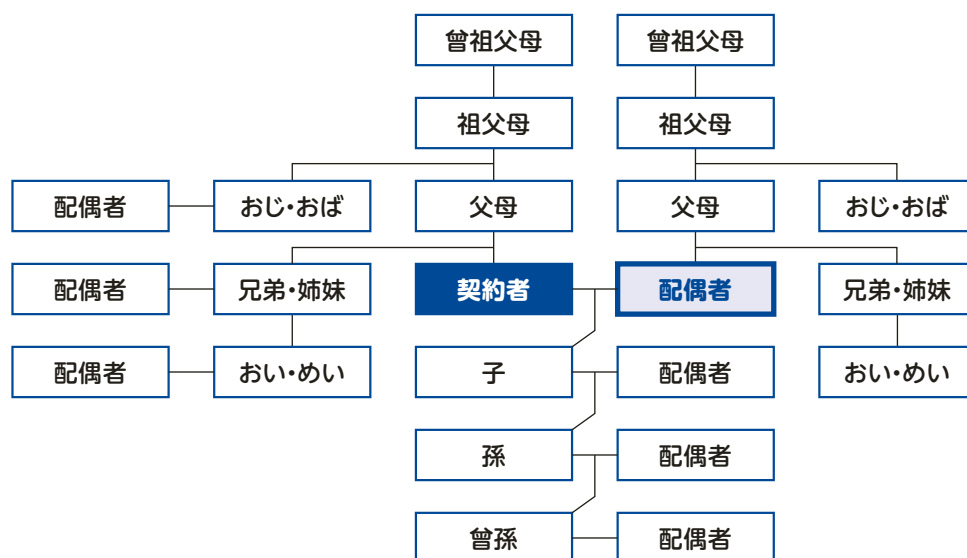 曾祖父母
曾祖父母
祖父母
祖父母
配偶者
おじ・おば
父母
父母
おじ・おば
配偶者
兄弟・姉妹
契約者
配偶者
兄弟・姉妹
配偶者
おい・めい
子
配偶者
おい・めい
孫
配偶者
曾孫
配偶者